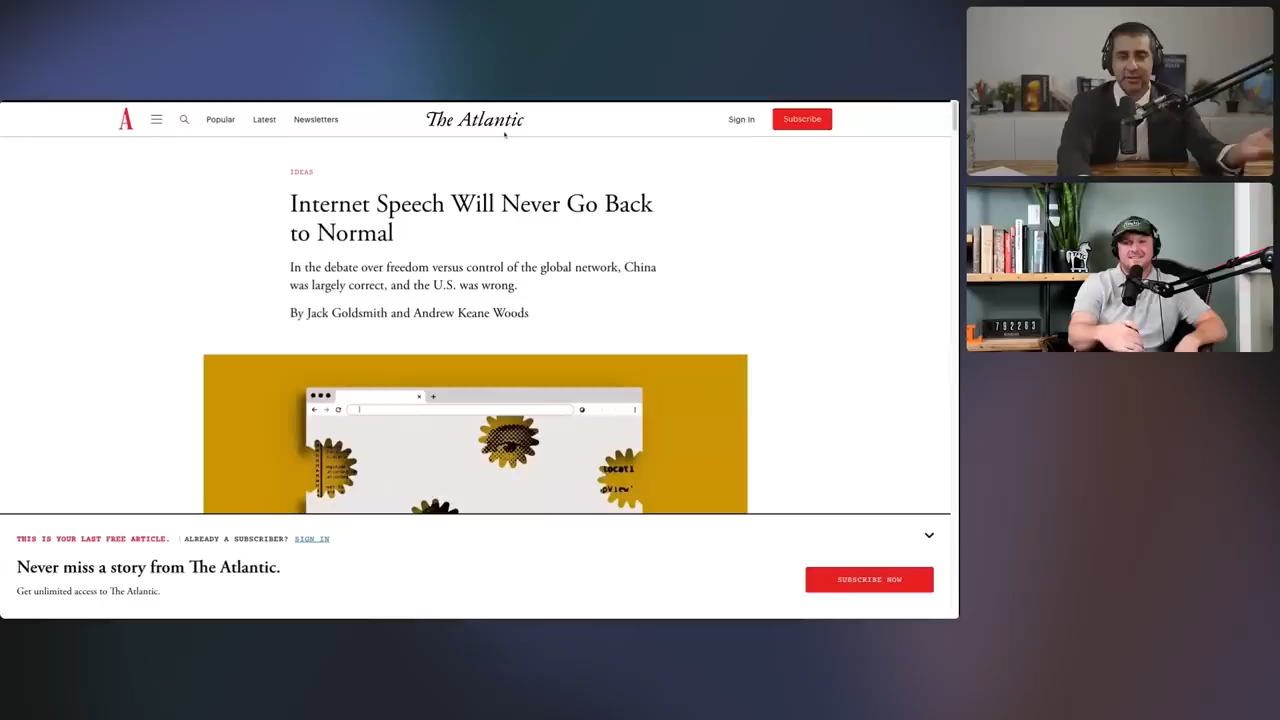 A
Popular
Latest
Newsletters
The Atlantic
Sign In
Subscribe
IDEAS
Internet Speech Will Never Go Back
to Normal
In the debate over freedom versus control of the global network, China
was largely correct, and the U.S. was wrong.
By Jack Goldsmith and Andrew Keane Woods
locati
pView'
THIS IS YOUR LAST FREE ARTICLE.
ALREADY A SUBSCRIBER? SIGN IN
Never miss a story from The Atlantic.
Get unlimited access to The Atlantic.
SUBSCRIBE NOW
792263